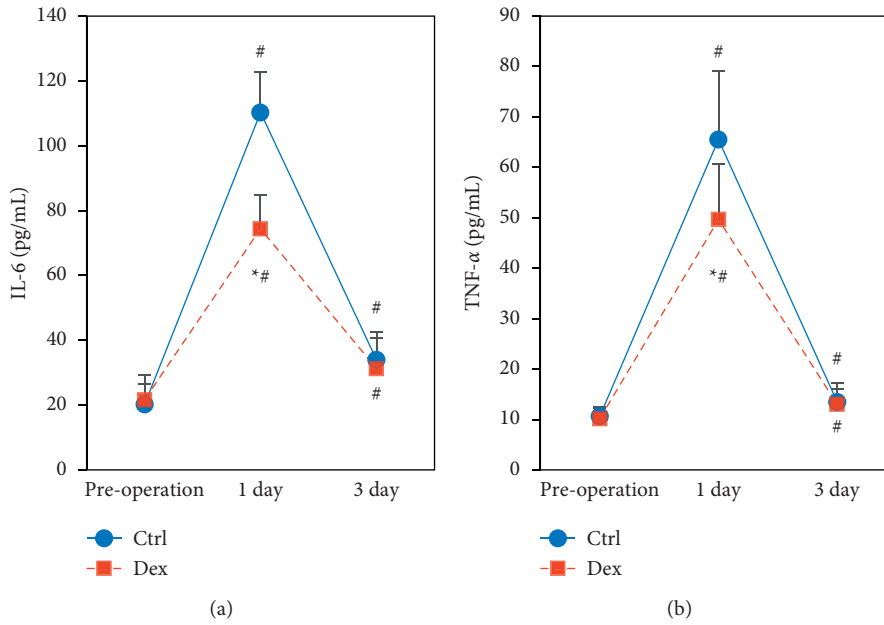 IL-6 (pg/mL)
140
120
100
80
60
40
20
0
#
*#
#
#
Pre-operation 1 day 3 day
Ctrl
Dex
(a)
TNF-α (pg/mL)
90
80
70
60
50
40
30
20
10
0
#
*#
#
#
Pre-operation 1 day 3 day
Ctrl
Dex
(b)